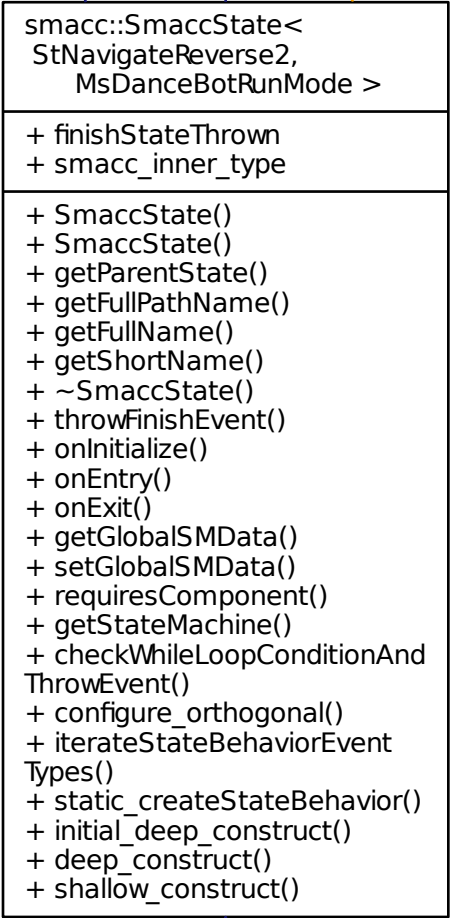 smacc::SmaccState<
StNavigateReverse2,
MsDanceBotRunMode >
+ finishStateThrown
+ smacc_inner_type
+ SmaccState()
+ SmaccState()
+ getParentState()
+ getFullPathName()
+ getFullName()
+ getShortName()
+ ~SmaccState()
+ throwFinishEvent()
+ onInitialize()
+ onEntry()
+ onExit()
+ getGlobalSMData()
+ setGlobalSMData()
+ requiresComponent()
+ getStateMachine()
+ checkWhileLoopConditionAnd
ThrowEvent()
+ configure_orthogonal()
+ iterateStateBehaviorEvent
Types()
+ static_createStateBehavior()
+ initial_deep_construct()
+ deep_construct()
+ shallow_construct()